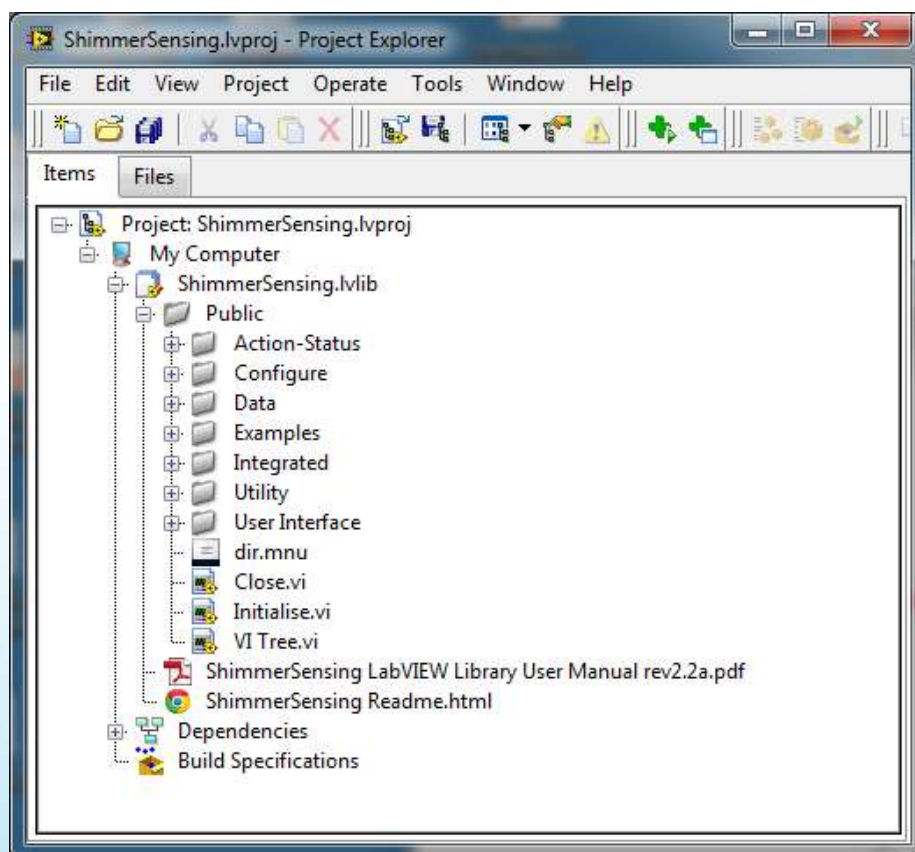 ShimmerSensing.lvproj - Project Explorer
File Edit View Project Operate Tools Window Help
Items Files
Project: ShimmerSensing.lvproj
My Computer
ShimmerSensing.lvlib
Public
Action-Status
Configure
Data
Examples
Integrated
Utility
User Interface
dir.mnu
Close.vi
Initialise.vi
VI Tree.vi
ShimmerSensing LabVIEW Library User Manual rev2.2a.pdf
ShimmerSensing Readme.html
Dependencies
Build Specifications